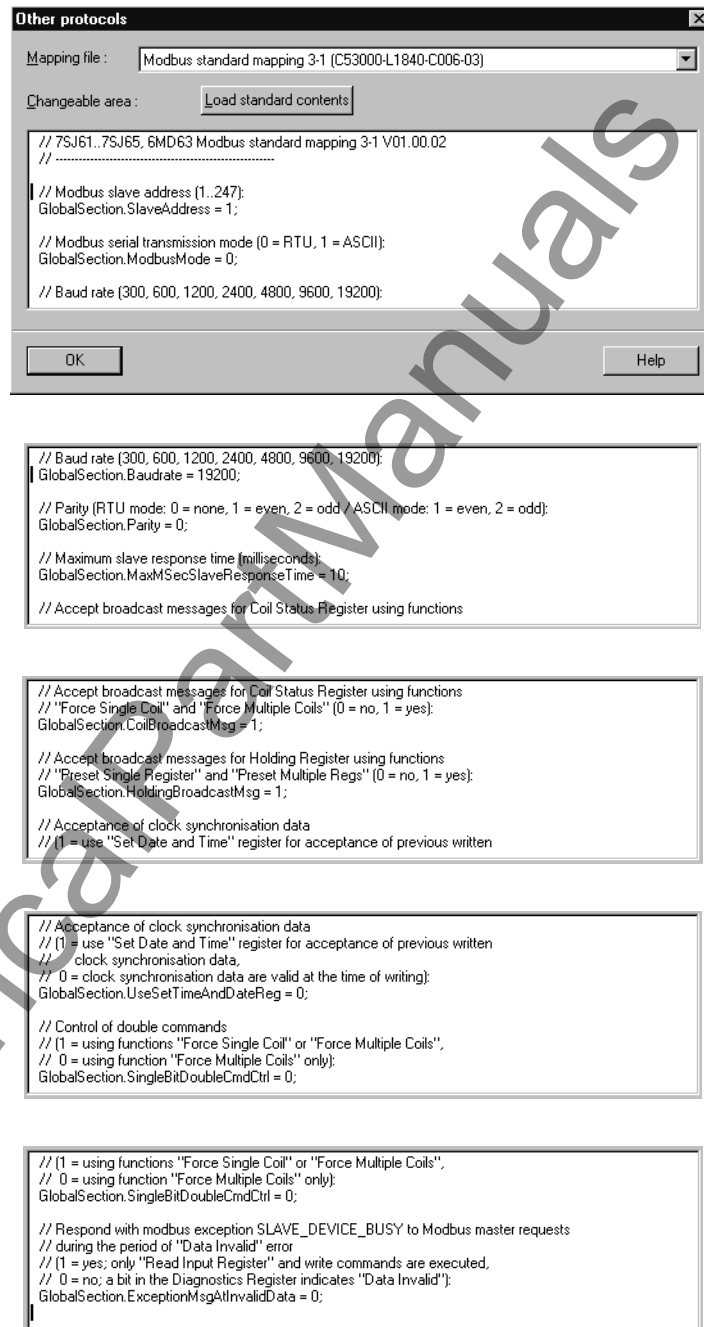 Other protocols
Mapping file :
Modbus standard mapping 3-1 (C53000-L1840-C006-03)
Changeable area :
Load standard contents
// 7SJ61..7SJ65, 6MD63 Modbus standard mapping 3-1 V01.00.02
// ----------------------------------------------------------
// Modbus slave address (1..247):
GlobalSection.SlaveAddress = 1;
// Modbus serial transmission mode (0 = RTU, 1 = ASCII):
GlobalSection.ModbusMode = 0;
// Baud rate (300, 600, 1200, 2400, 4800, 9600, 19200):
OK
Help
// Baud rate (300, 600, 1200, 2400, 4800, 9600, 19200):
GlobalSection.Baudrate = 19200;
// Parity (RTU mode: 0 = none, 1 = even, 2 = odd / ASCII mode: 1 = even, 2 = odd):
GlobalSection.Parity = 0;
// Maximum slave response time (milliseconds):
GlobalSection.MaxMSecSlaveResponseTime = 10;
// Accept broadcast messages for Coil Status Register using functions
// Accept broadcast messages for Coil Status Register using functions
// "Force Single Coil" and "Force Multiple Coils" (0 = no, 1 = yes):
GlobalSection.CoilBroadcastMsg = 1;
// Accept broadcast messages for Holding Register using functions
// "Preset Single Register" and "Preset Multiple Regs" (0 = no, 1 = yes):
GlobalSection.HoldingBroadcastMsg = 1;
// Acceptance of clock synchronisation data
// (1 = use "Set Date and Time" register for acceptance of previous written
// Acceptance of clock synchronisation data
// (1 = use "Set Date and Time" register for acceptance of previous written
// clock synchronisation data,
// 0 = clock synchronisation data are valid at the time of writing):
GlobalSection.UseSetTimeAndDateReg = 0;
// Control of double commands
// (1 = using functions "Force Single Coil" or "Force Multiple Coils",
// 0 = using function "Force Multiple Coils" only):
GlobalSection.SingleBitDoubleCmdCtrl = 0;
// (1 = using functions "Force Single Coil" or "Force Multiple Coils",
// 0 = using function "Force Multiple Coils" only):
GlobalSection.SingleBitDoubleCmdCtrl = 0;
// Respond with modbus exception SLAVE_DEVICE_BUSY to Modbus master requests
// during the period of "Data Invalid" error
// (1 = yes; only "Read Input Register" and write commands are executed,
// 0 = no; a bit in the Diagnostics Register indicates "Data Invalid"):
GlobalSection.ExceptionMsgAtInvalidData = 0;
icalPartManuals